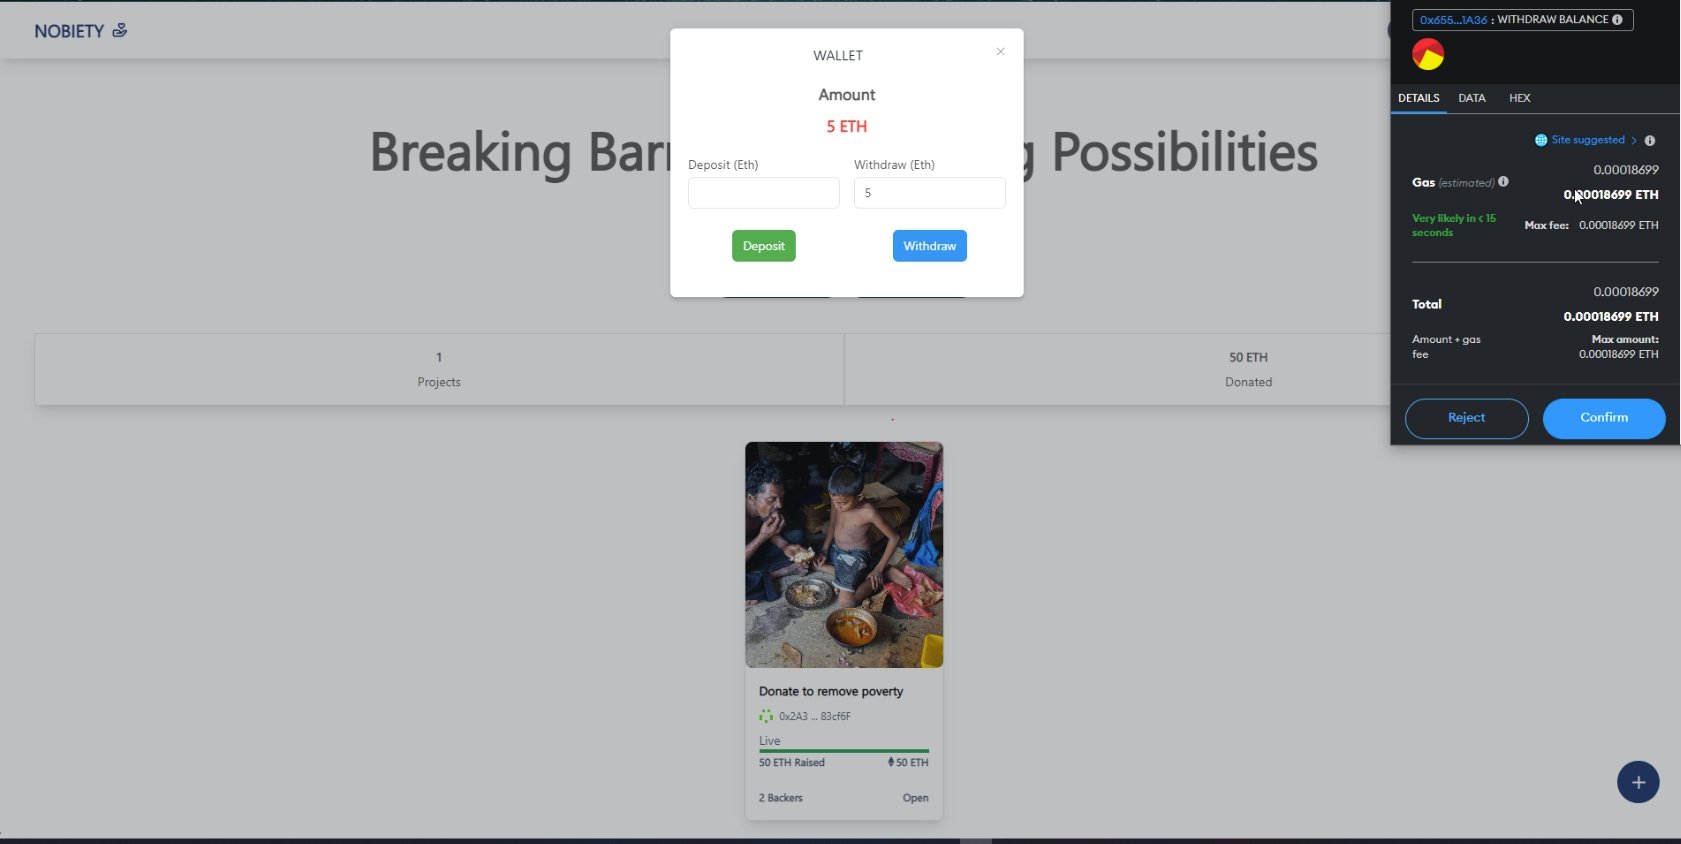 NOBIETY
WALLET
×
Amount
5 ETH
Deposit (Eth)
Withdraw (Eth)
5
Deposit
Withdraw
Breaking Bar
g Possibilities
1
Projects
50 ETH
Donated
Donate to remove poverty
0x2A3 ... 83cf6F
Live
50 ETH Raised
50 ETH
2 Backers
Open
+
0x655...1A36 : WITHDRAW BALANCE
DETAILS
DATA
HEX
Site suggested >
0.00018699
Gas (estimated)
0.00018699 ETH
Very likely in < 15
seconds
Max fee: 0.00018699 ETH
0.00018699
Total
0.00018699 ETH
Amount + gas
fee
Max amount:
0.00018699 ETH
Reject
Confirm